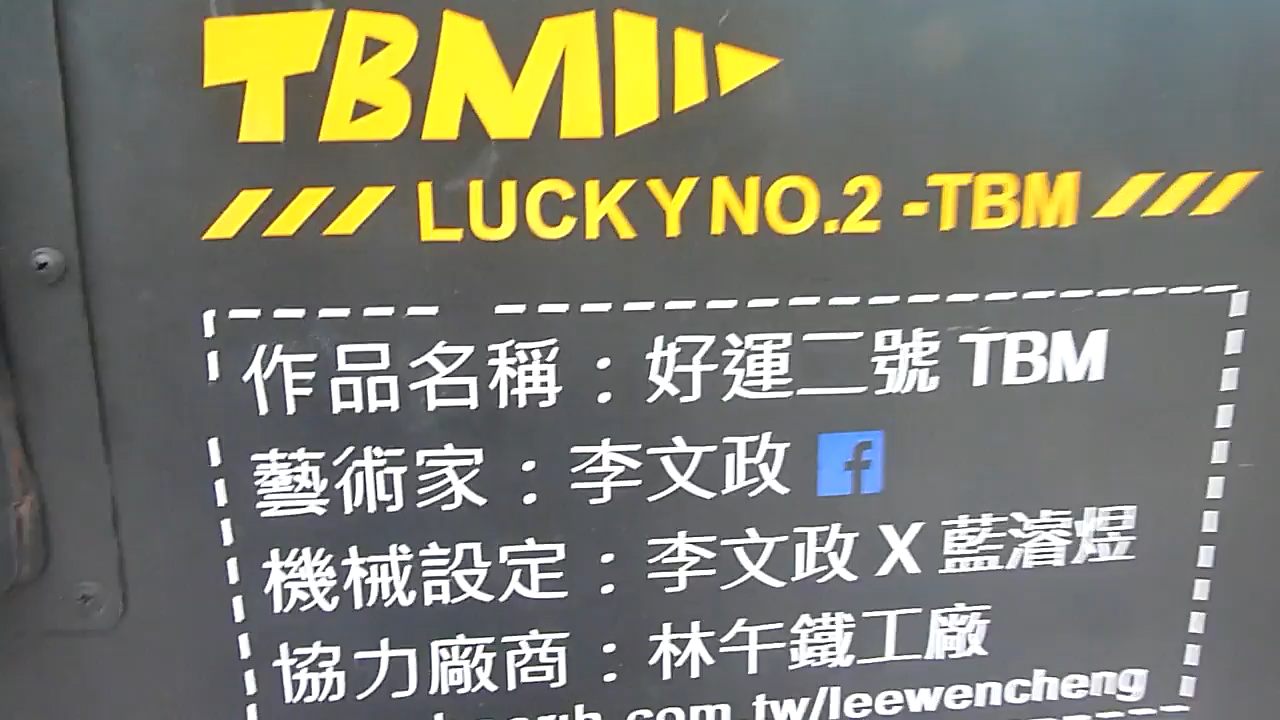 TBM
LUCKY NO.2 -TBM
作品名稱：好運二號 TBM
藝術家：李文政 f
機械設定：李文政 X 藍濬煜
協力廠商：林午鐵工廠
.com.tw/leewencheng